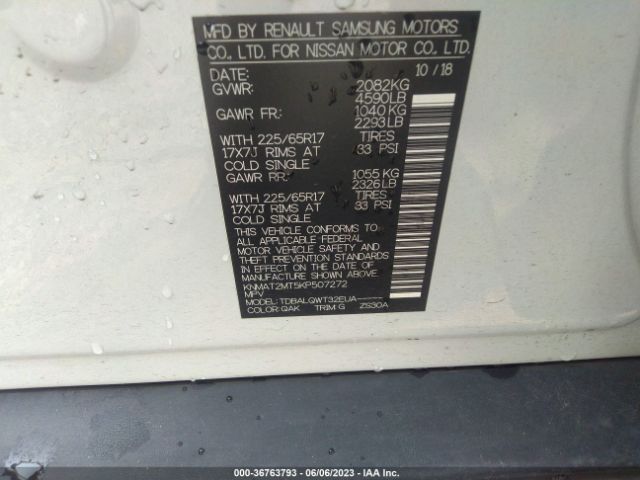 MFD BY RENAULT SAMSUNG MOTORS
CO., LTD. FOR NISSAN MOTOR CO., LTD.
DATE: 10 / 18
GVWR: 2082KG
4590LB
GAWR FR: 1040 KG
2293LB
WITH 225/65R17 TIRES
17X7J RIMS AT 33 PSI
COLD SINGLE
GAWR RR: 1055 KG
2326LB
WITH 225/65R17 TIRES
17X7J RIMS AT 33 PSI
COLD SINGLE
THIS VEHICLE CONFORMS TO
ALL APPLICABLE FEDERAL
MOTOR VEHICLE SAFETY AND
THEFT PREVENTION STANDARDS
IN EFFECT ON THE DATE OF
MANUFACTURE SHOWN ABOVE.
KNMAT2MT5KP507272
MPV
MODEL: TDBALQWT32EUA-----
COLOR: QAK TRIM: G ZS30A
000-36763793 - 06/06/2023 - IAA Inc.